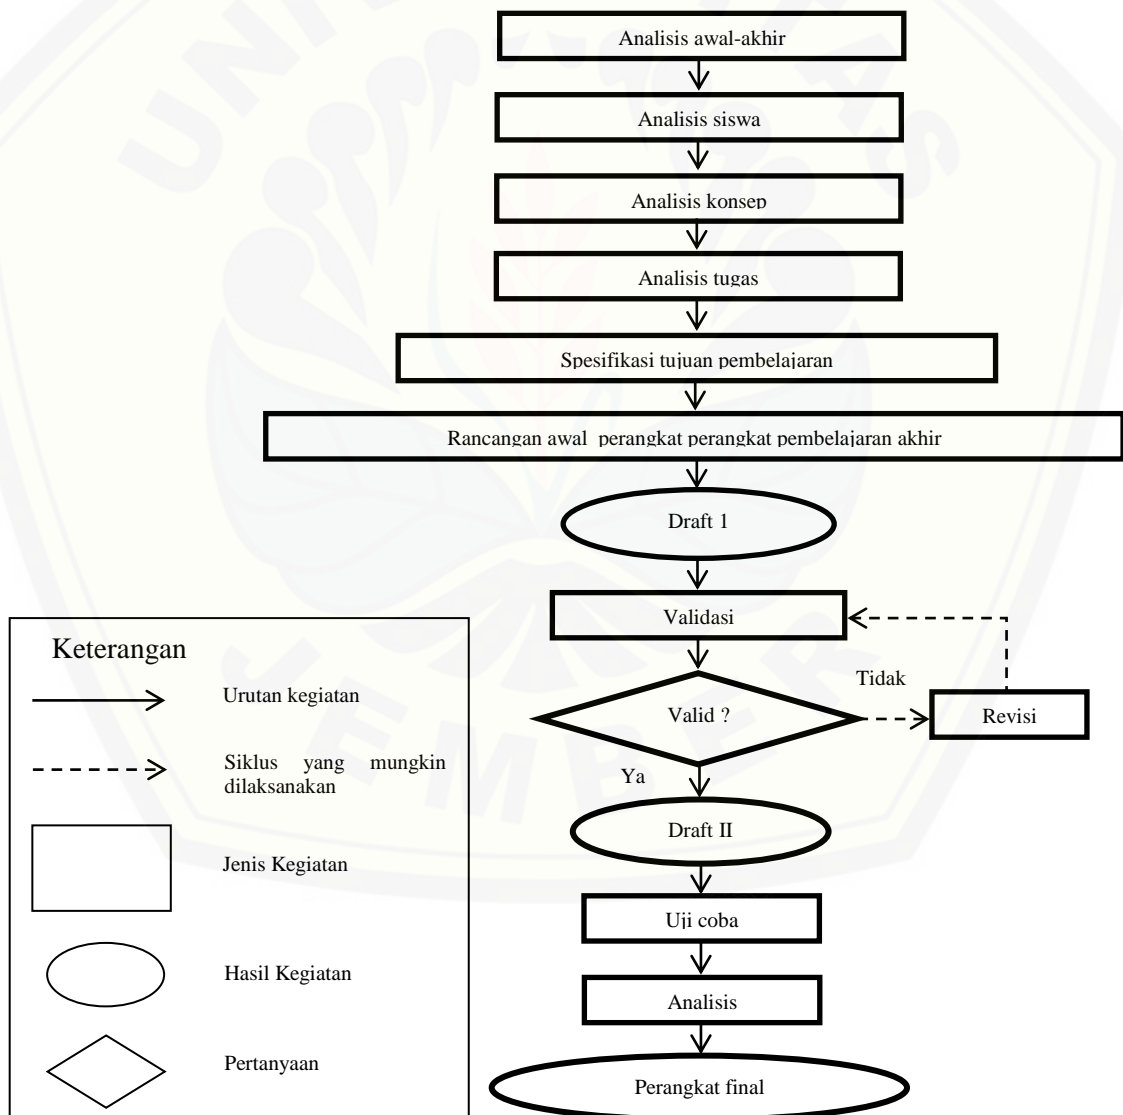 Analisis awal-akhir
Analisis siswa
Analisis konsep
Analisis tugas
Spesifikasi tujuan pembelajaran
Rancangan awal perangkat perangkat pembelajaran akhir
Draft 1
Validasi
Tidak
Valid ?
Revisi
Ya
Draft II
Uji coba
Analisis
Perangkat final
Keterangan
Urutan kegiatan
Siklus yang mungkin
dilaksanakan
Jenis Kegiatan
Hasil Kegiatan
Pertanyaan
UNIVERSITAS
JEMBER